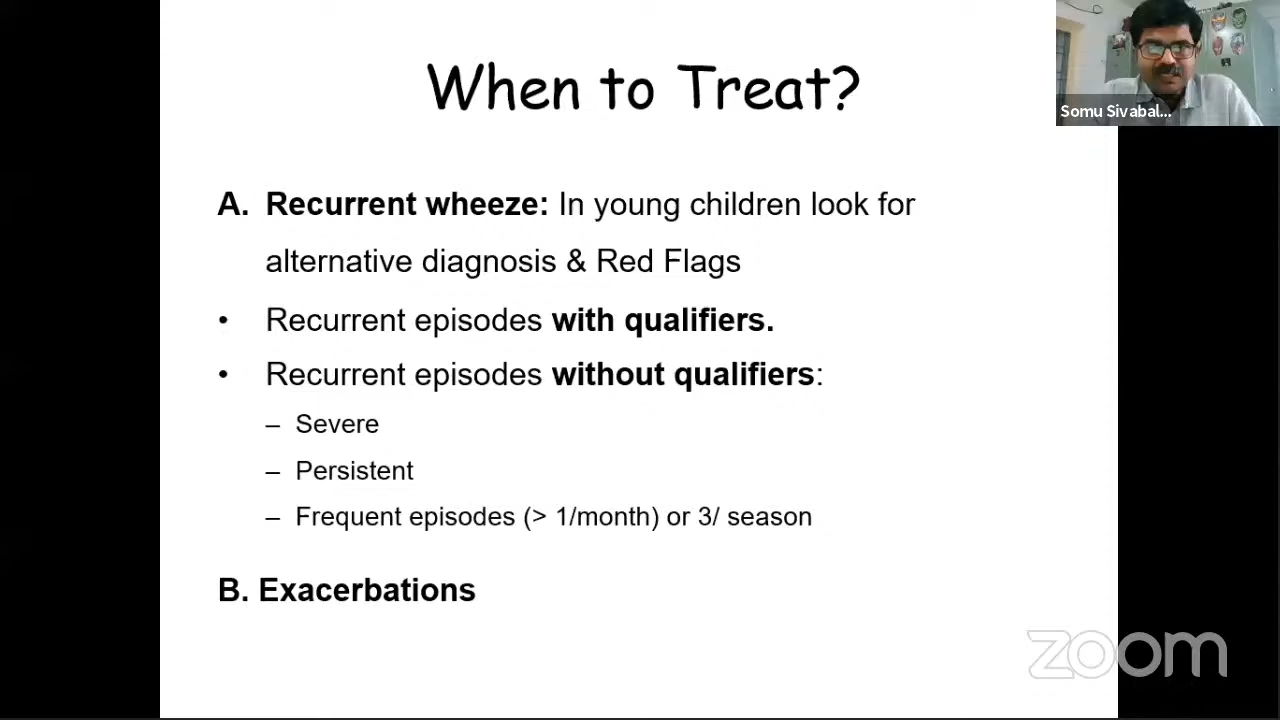 When to Treat?
Somu Sivabal...
A. Recurrent wheeze: In young children look for
alternative diagnosis & Red Flags
• Recurrent episodes with qualifiers.
• Recurrent episodes without qualifiers:
– Severe
– Persistent
– Frequent episodes (> 1/month) or 3/ season
B. Exacerbations
zoom